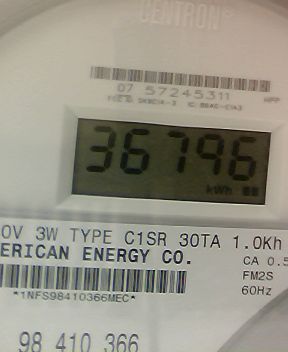 CENTRON®
07 57245311
36796
kWh
0V 3W TYPE C1SR 30TA 1.0Kh
ERICAN ENERGY CO.
CA 0.5
FM2S
*1NFS98410366MEC*
60Hz
98 410 366